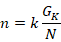 n = k G_K / N